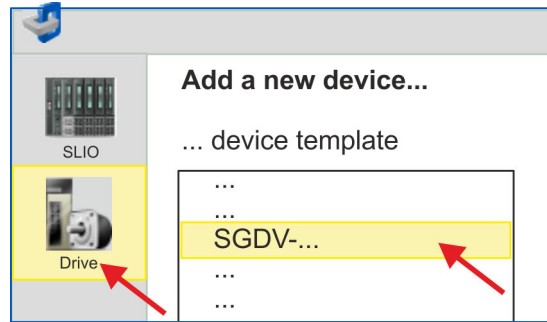 Add a new device...
SLIO
... device template
...
...
SGDV-...
Drive
...
...